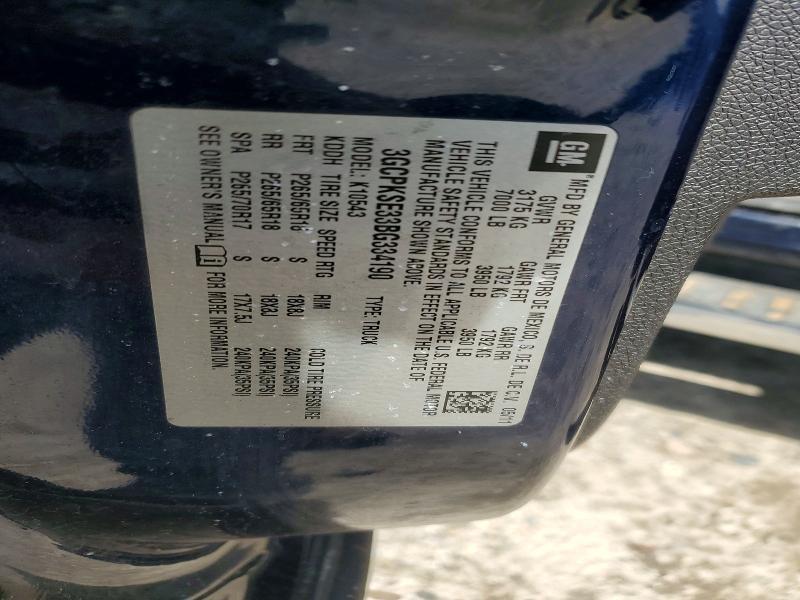 GM
MFD BY GENERAL MOTORS DE MEXICO, S. DE R.L. DE C.V. 05/11
GVWR GAWR FRT GAWR RR
3175 KG 1792 KG 1792 KG
7000 LB 3950 LB 3950 LB
THIS VEHICLE CONFORMS TO ALL APPLICABLE U.S. FEDERAL MOTOR
VEHICLE SAFETY STANDARDS IN EFFECT ON THE DATE OF
MANUFACTURE SHOWN ABOVE.
3GCPKSE33BG334190 TYPE: TRUCK
MODEL: K10543
KDDH TIRE SIZE SPEED RTG RIM COLD TIRE PRESSURE
FRT P265/65R18 S 18X8J 240KPA(35PSI)
RR P265/65R18 S 18X8J 240KPA(35PSI)
SPA P265/70R17 S 17X7.5J 240KPA(35PSI)
SEE OWNER'S MANUAL FOR MORE INFORMATION.